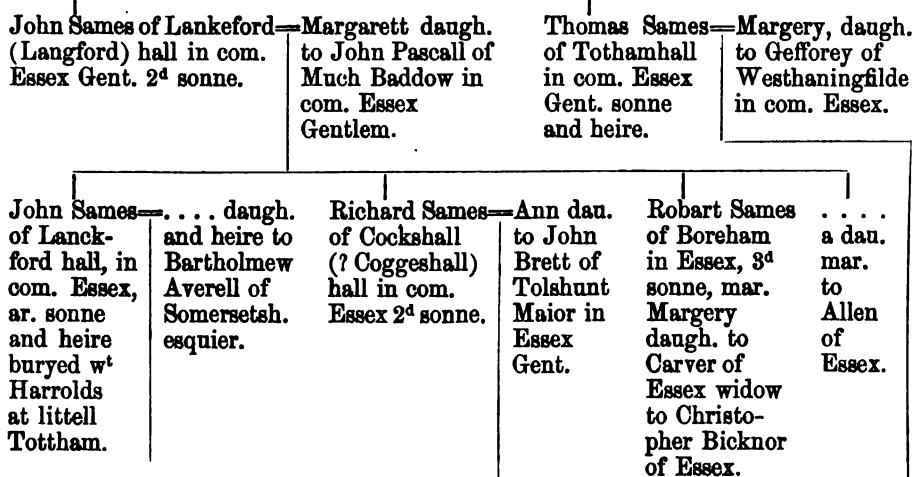 John Sames of Lankeford=
(Langford) hall in com.
Essex Gent. 2ᵈ sonne.
Margarett daugh.
to John Pascall of
Much Baddow in
com. Essex
Gentlem.
Thomas Sames=
of Tothamhall
in com. Essex
Gent. sonne
and heire.
Margery, daugh.
to Gefforey of
Westhaningfilde
in com. Essex.
John Sames=
of Lanck-
ford hall, in
com. Essex,
ar. sonne
and heire
buryed wᵗ
Harrolds
at littell
Tottham.
. . . . daugh.
and heire to
Bartholmew
Averell of
Somersetsh.
esquier.
Richard Sames=
of Cockshall
(? Coggeshall)
hall in com.
Essex 2ᵈ sonne.
Ann dau.
to John
Brett of
Tolshunt
Maior in
Essex
Gent.
Robart Sames
of Boreham
in Essex, 3ᵈ
sonne, mar.
Margery
daugh. to
Carver of
Essex widow
to Christo-
pher Bicknor
of Essex.
. . . .
a dau.
mar.
to
Allen
of
Essex.